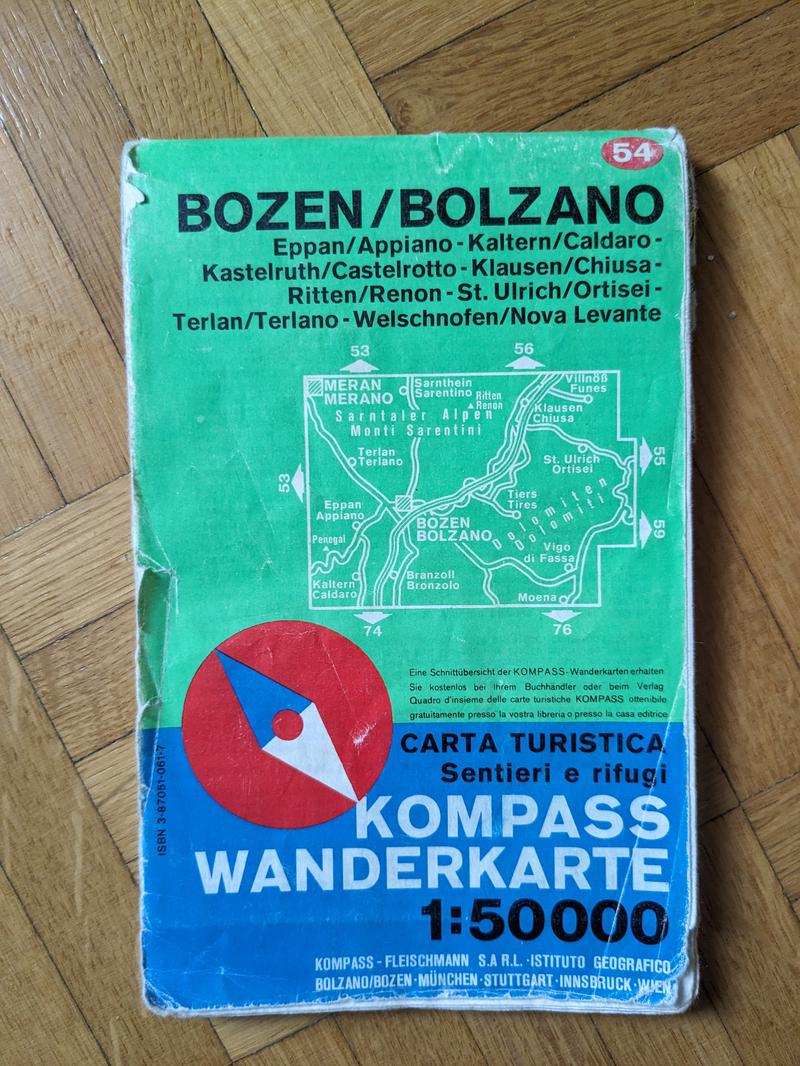 54
BOZEN/BOLZANO
Eppan/Appiano - Kaltern/Caldaro -
Kastelruth/Castelrotto - Klausen/Chiusa -
Ritten/Renon - St. Ulrich/Ortisei -
Terlan/Terlano - Welschnofen/Nova Levante
53
56
MERAN
MERANO
Sarnthein
Sarentino
Ritten
Renon
Villnöß
Funes
Klausen
Chiusa
Sarntaler Alpen
Monti Sarentini
Terlan
Terlano
St. Ulrich
Ortisei
55
53
Eppan
Appiano
Tiers
Tires
Dolomiten
Dolomiti
BOZEN
BOLZANO
59
Penegal
Vigo
di Fassa
Kaltern
Caldaro
Branzoll
Bronzolo
Moena
74
76
Eine Schnittübersicht der KOMPASS-Wanderkarten erhalten
Sie kostenlos bei Ihrem Buchhändler oder beim Verlag
Quadro d'insieme delle carte turistiche KOMPASS ottenibile
gratuitamente presso la vostra libreria o presso la casa editrice
CARTA TURISTICA
Sentieri e rifugi
KOMPASS
WANDERKARTE
1:50000
ISBN 3-87051-061-7
KOMPASS - FLEISCHMANN S.A R.L. · ISTITUTO GEOGRAFICO
BOLZANO/BOZEN · MÜNCHEN · STUTTGART · INNSBRUCK · WIEN